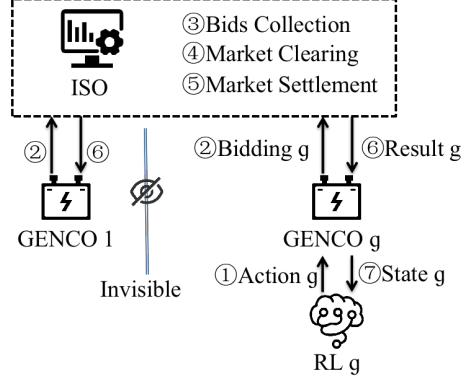 ③Bids Collection
④Market Clearing
⑤Market Settlement
ISO
② ⑥ ②Bidding g ⑥Result g
GENCO 1 GENCO g
Invisible
①Action g ⑦State g
RL g